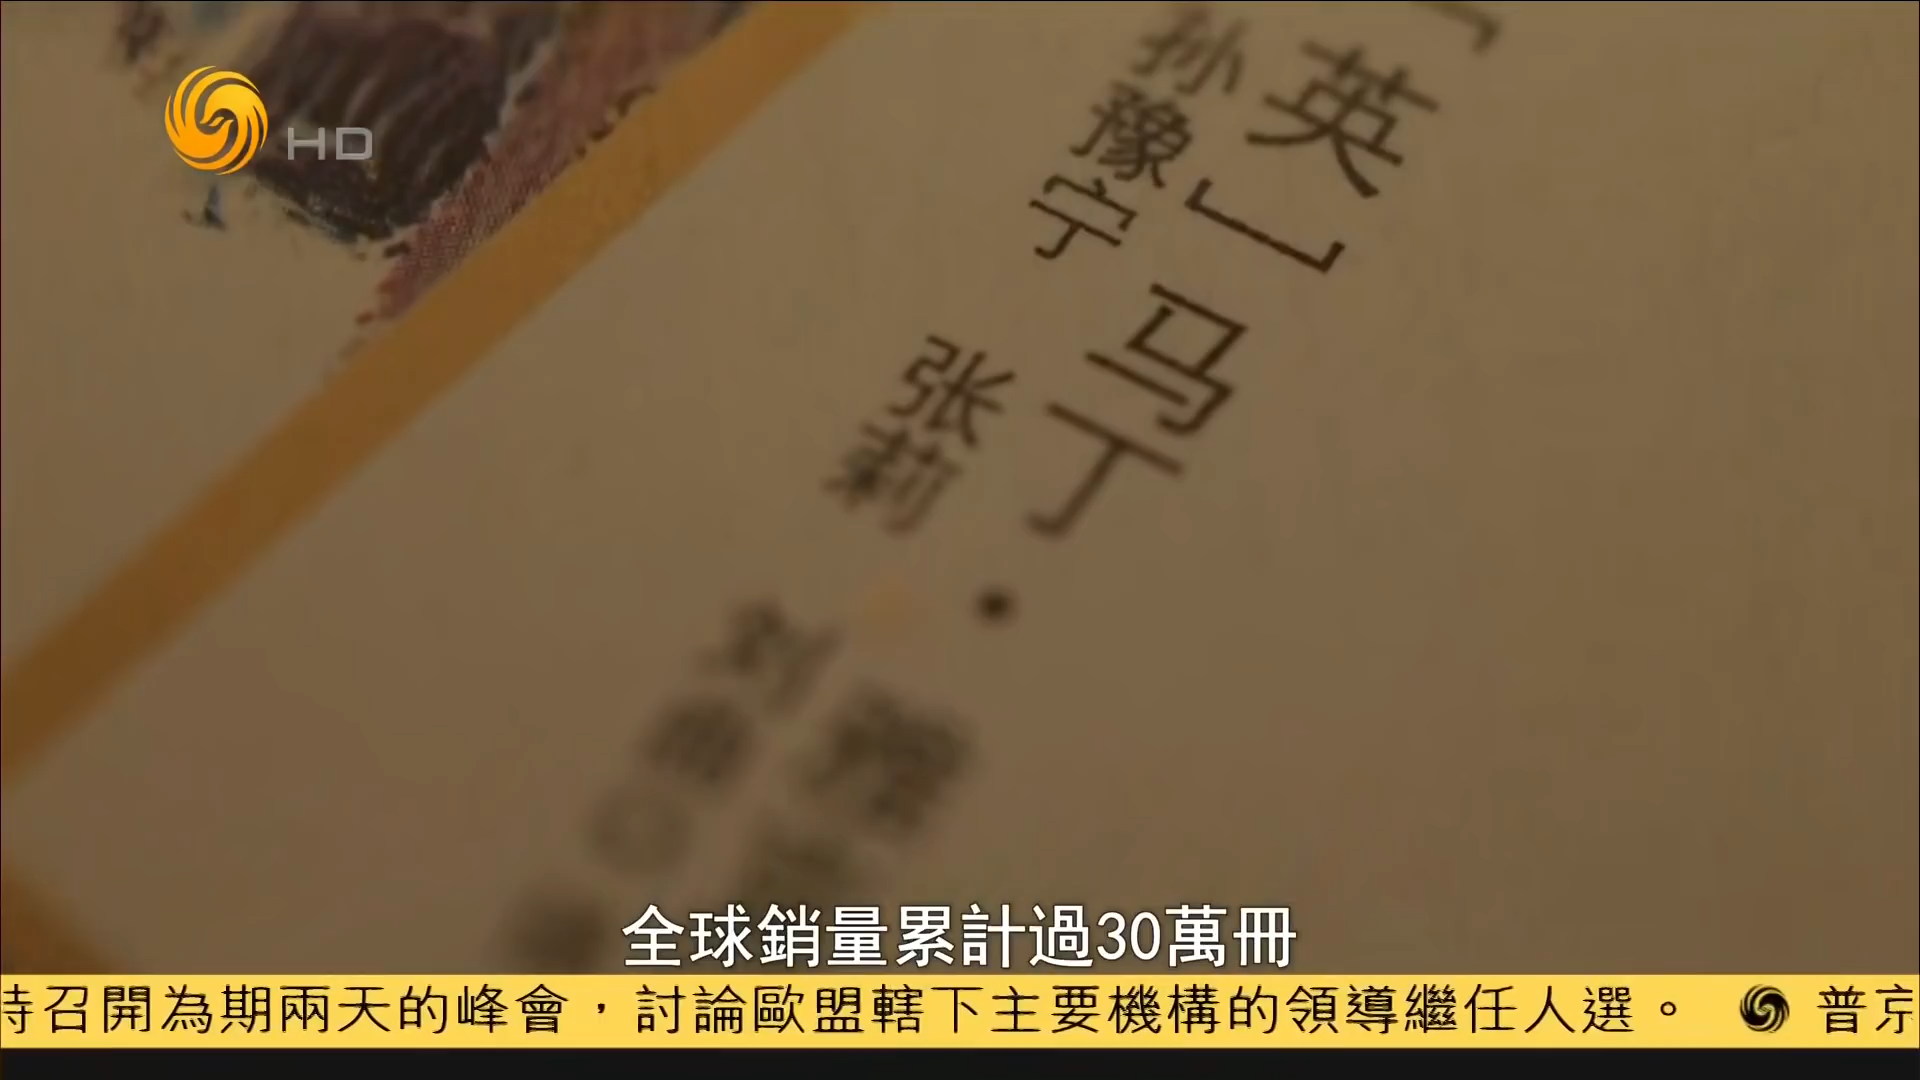 HD
「英」马丁·
孙豫宁
张莉
全球銷量累計過30萬冊
召開為期兩天的峰會，討論歐盟轄下主要機構的領導繼任人選。 普京